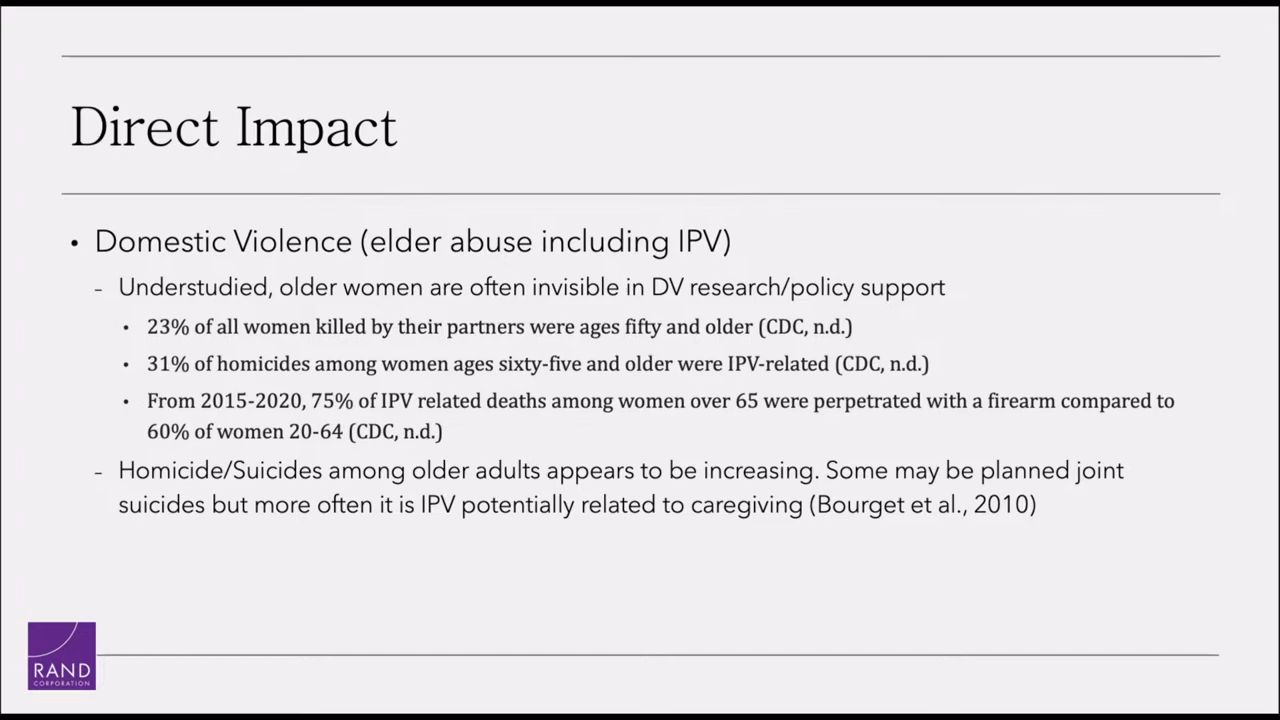 Direct Impact
• Domestic Violence (elder abuse including IPV)
– Understudied, older women are often invisible in DV research/policy support
• 23% of all women killed by their partners were ages fifty and older (CDC, n.d.)
• 31% of homicides among women ages sixty-five and older were IPV-related (CDC, n.d.)
• From 2015-2020, 75% of IPV related deaths among women over 65 were perpetrated with a firearm compared to
60% of women 20-64 (CDC, n.d.)
– Homicide/Suicides among older adults appears to be increasing. Some may be planned joint
suicides but more often it is IPV potentially related to caregiving (Bourget et al., 2010)
RAND
CORPORATION